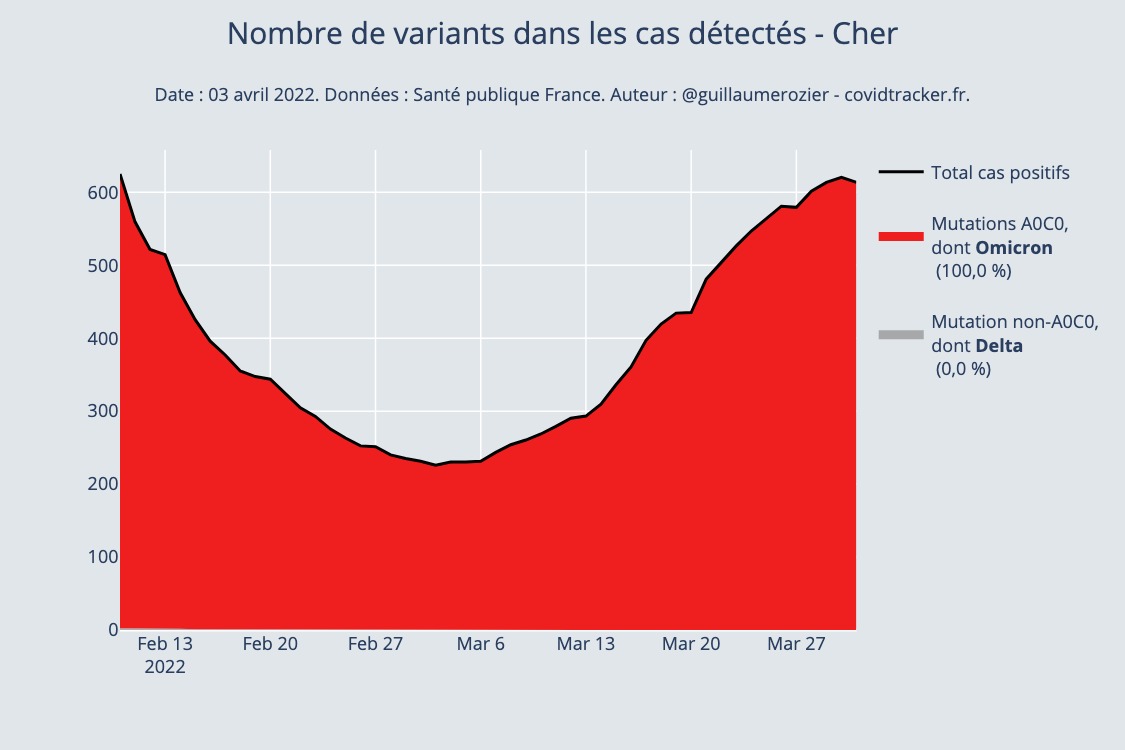 Nombre de variants dans les cas détectés - Cher
Date : 03 avril 2022. Données : Santé publique France. Auteur : @guillaumerozier - covidtracker.fr.
600
500
400
300
200
100
0
Feb 13
2022
Feb 20
Feb 27
Mar 6
Mar 13
Mar 20
Mar 27
Total cas positifs
Mutations A0C0,
dont Omicron
(100,0 %)
Mutation non-A0C0,
dont Delta
(0,0 %)